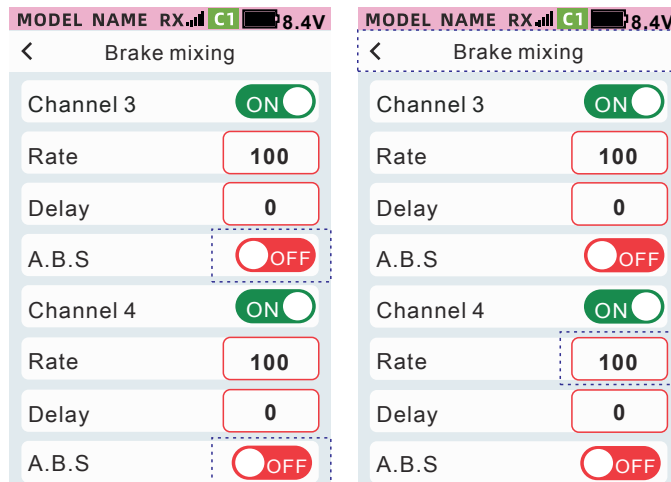 MODEL NAME RX C1 8.4V
Brake mixing
Channel 3 ON
Rate 100
Delay 0
A.B.S OFF
Channel 4 ON
Rate 100
Delay 0
A.B.S OFF
MODEL NAME RX C1 8.4V
Brake mixing
Channel 3 ON
Rate 100
Delay 0
A.B.S OFF
Channel 4 ON
Rate 100
Delay 0
A.B.S OFF